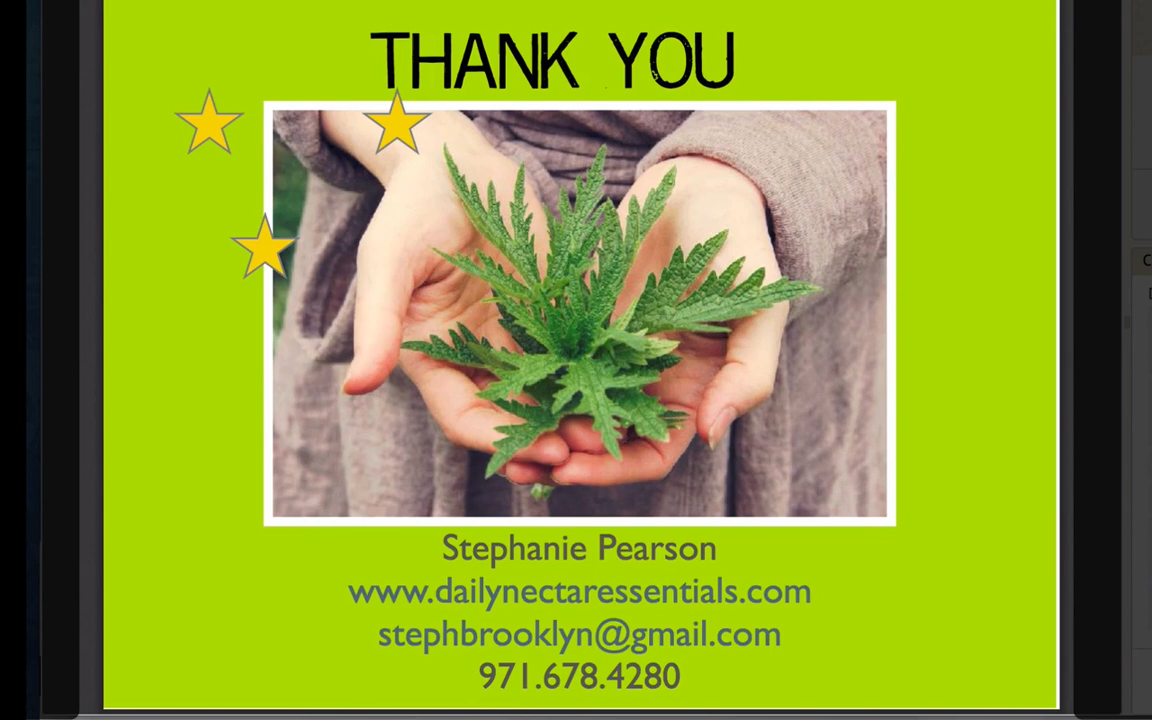 THANK YOU
Stephanie Pearson
www.dailynectaressentials.com
stephbrooklyn@gmail.com
971.678.4280